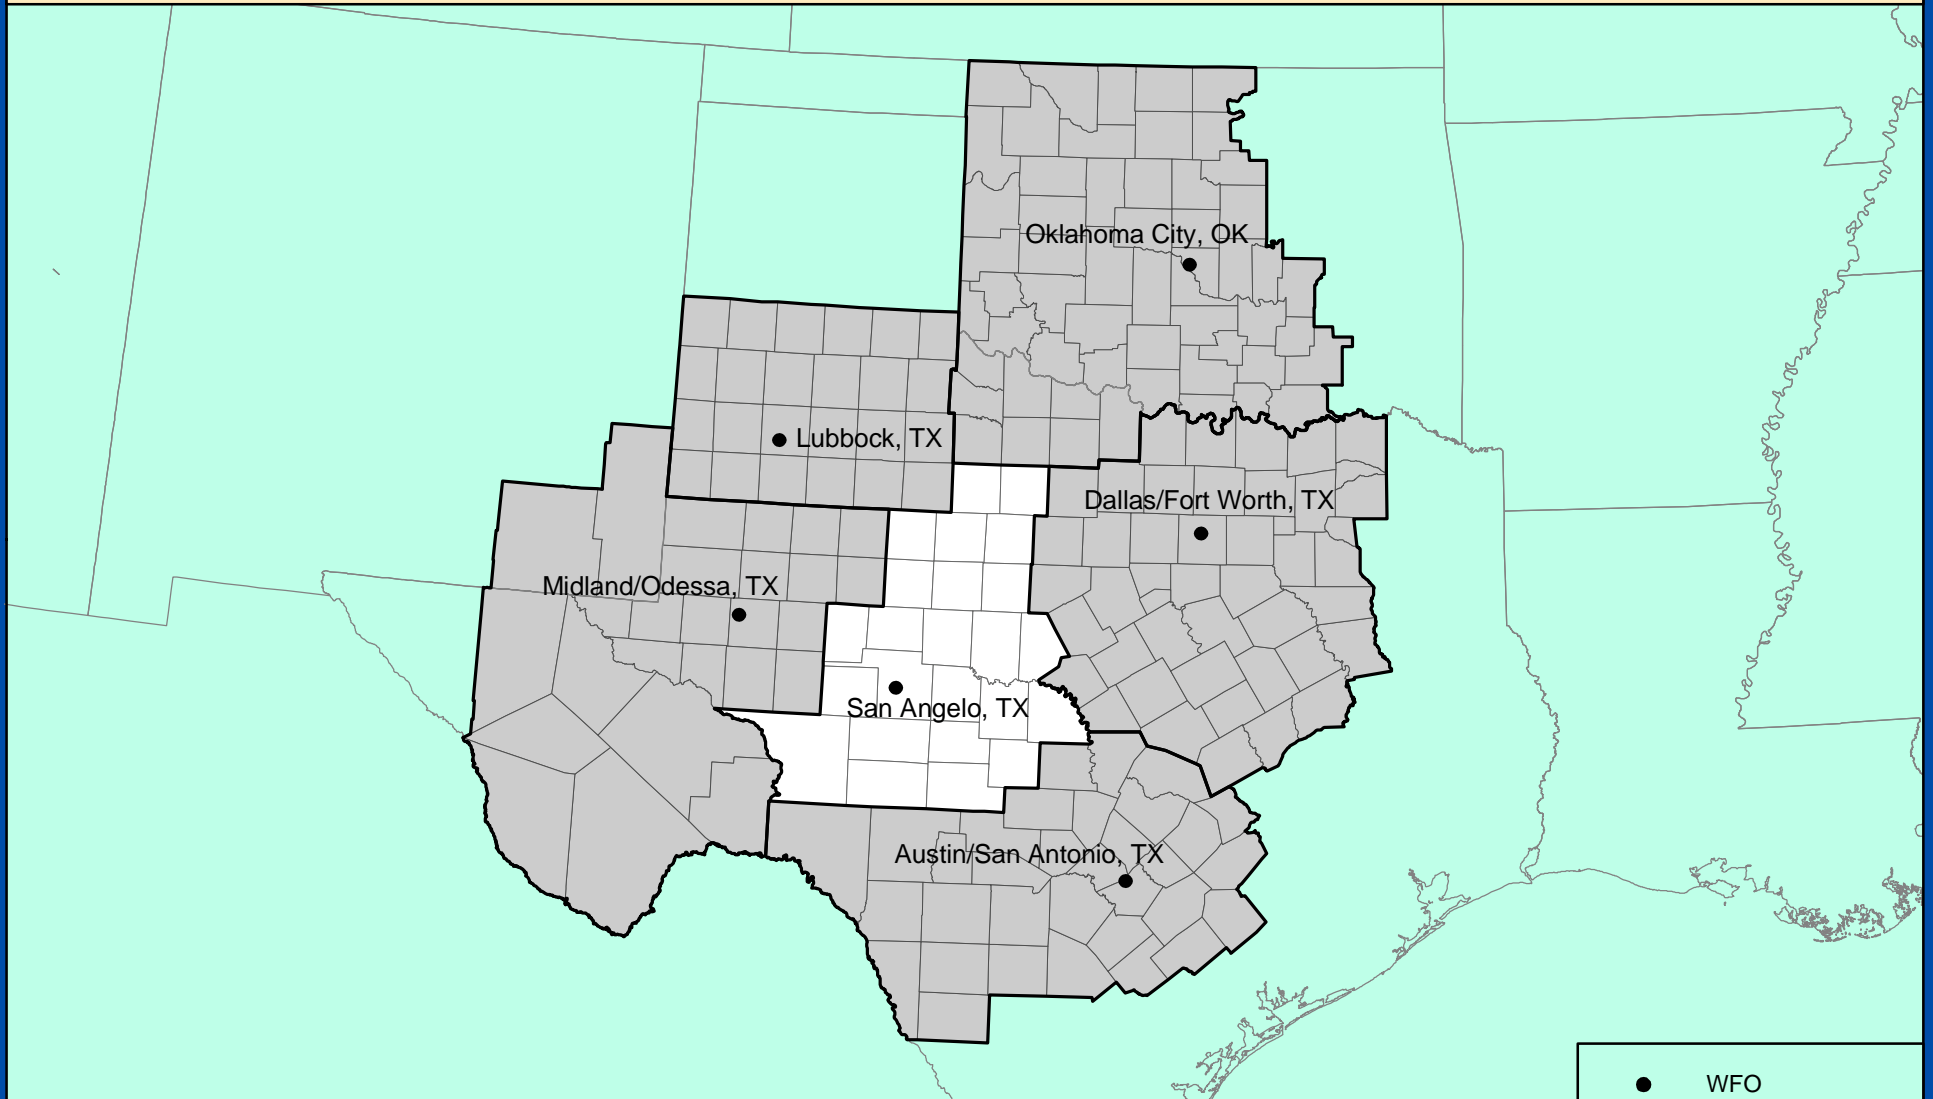 Oklahoma City, OK
Lubbock, TX
Dallas/Fort Worth, TX
Midland/Odessa, TX
San Angelo, TX
Austin/San Antonio, TX
WFO